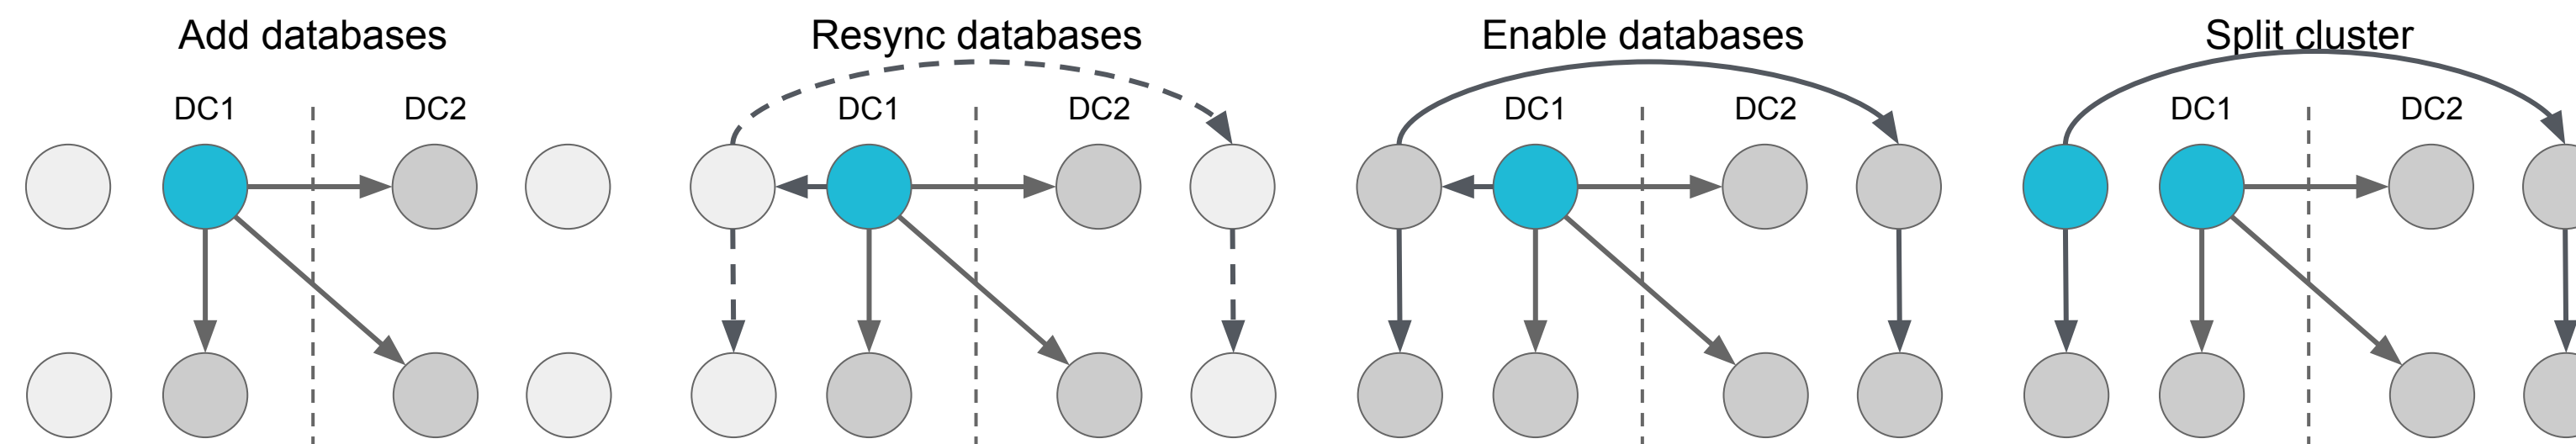 Add databases
Resync databases
Enable databases
Split cluster
DC1
DC2
DC1
DC2
DC1
DC2
DC1
DC2